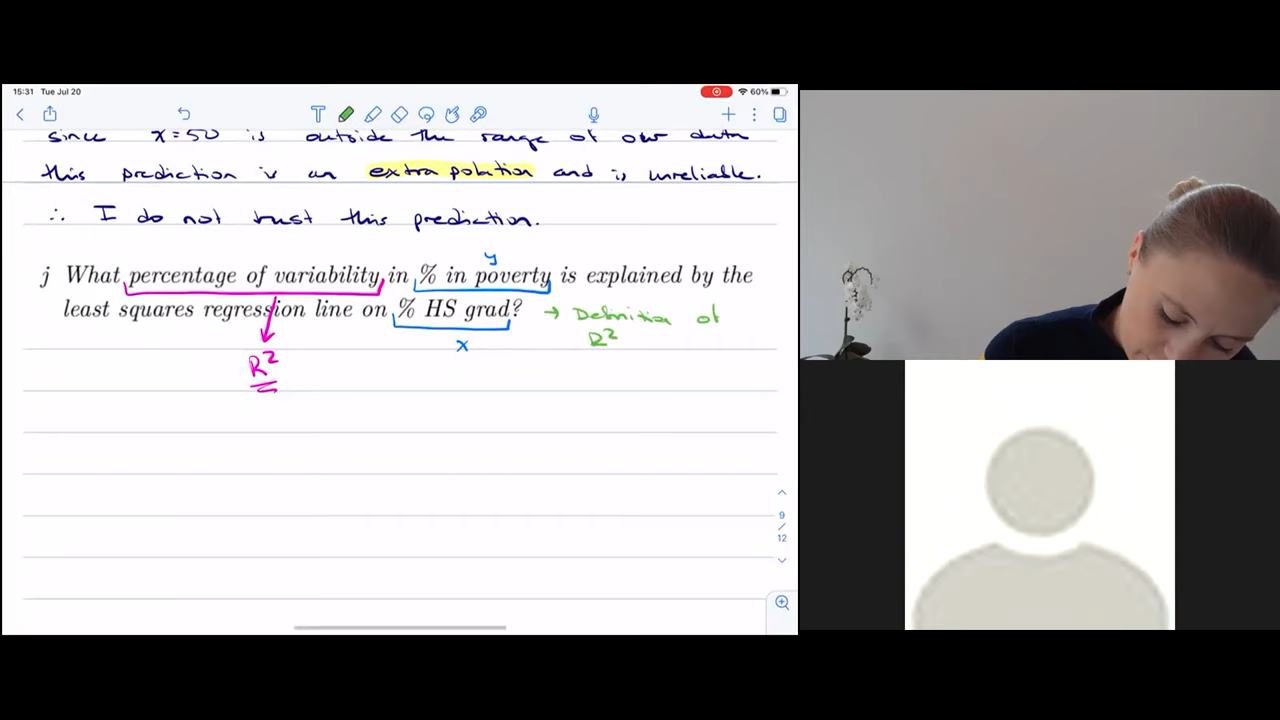 15:31 Tue Jul 20
60%
since x=50 is outside the range of our data
this prediction is an extrapolation and is unreliable.
∴ I do not trust this prediction.
y
j What percentage of variability in % in poverty is explained by the
least squares regression line on % HS grad? → Definition of
R²
x
R²
9
/
12